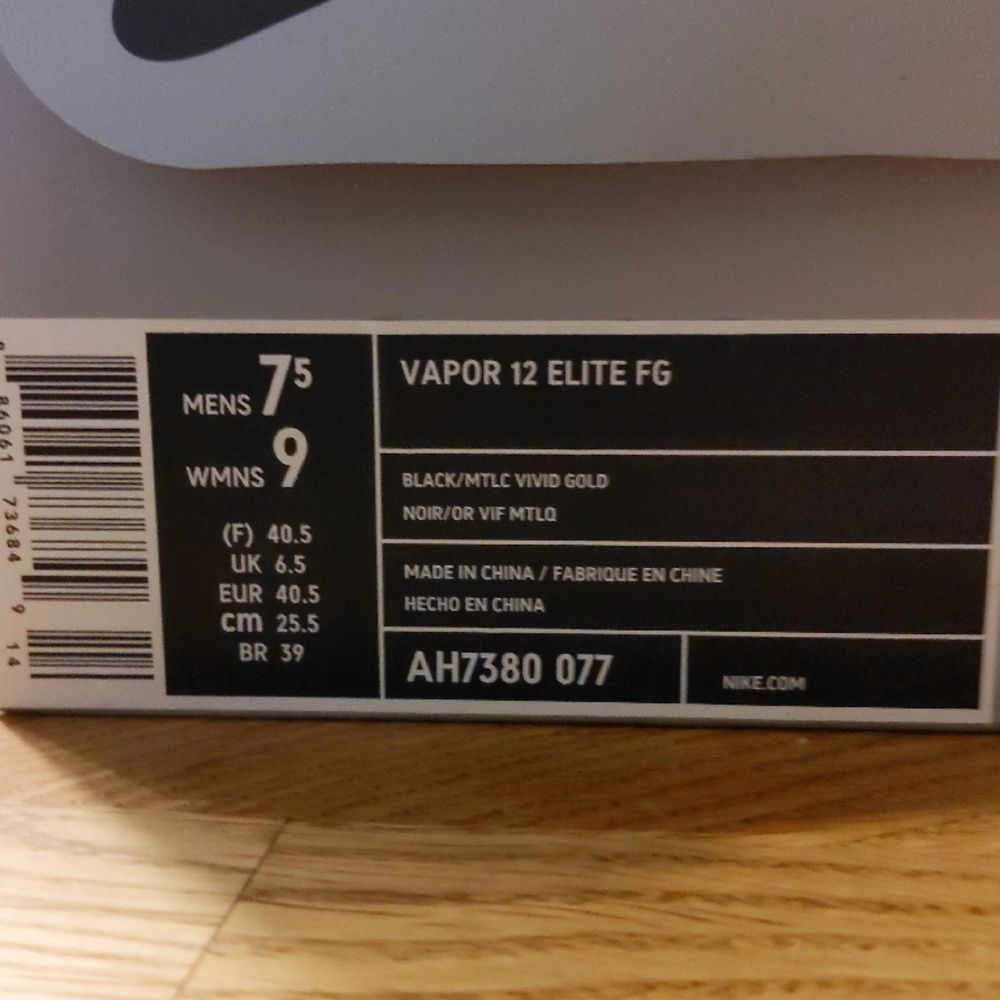 86061 73684 9 14
MENS 7⁵
WMNS 9
(F) 40.5
UK 6.5
EUR 40.5
cm 25.5
BR 39
VAPOR 12 ELITE FG
BLACK/MTLC VIVID GOLD
NOIR/OR VIF MTLQ
MADE IN CHINA / FABRIQUE EN CHINE
HECHO EN CHINA
AH7380 077
NIKE.COM